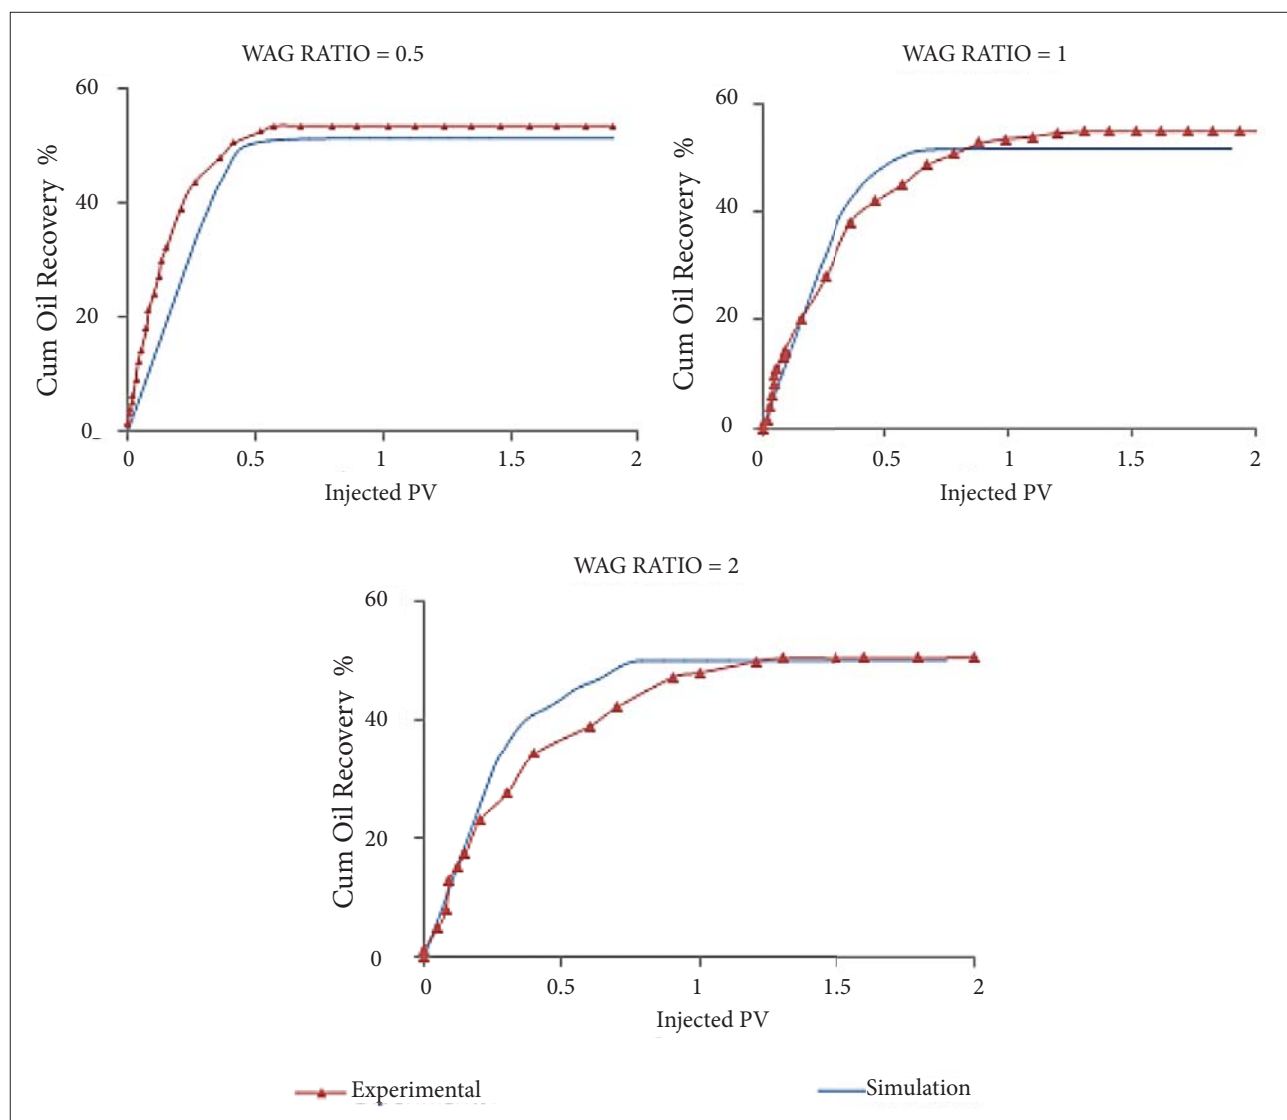 WAG RATIO = 0.5
60
40
20
0
Cum Oil Recovery %
0 0.5 1 1.5 2
Injected PV
WAG RATIO = 1
60
40
20
0
Cum Oil Recovery %
0 0.5 1 1.5 2
Injected PV
WAG RATIO = 2
60
40
20
0
Cum Oil Recovery %
0 0.5 1 1.5 2
Injected PV
Experimental Simulation